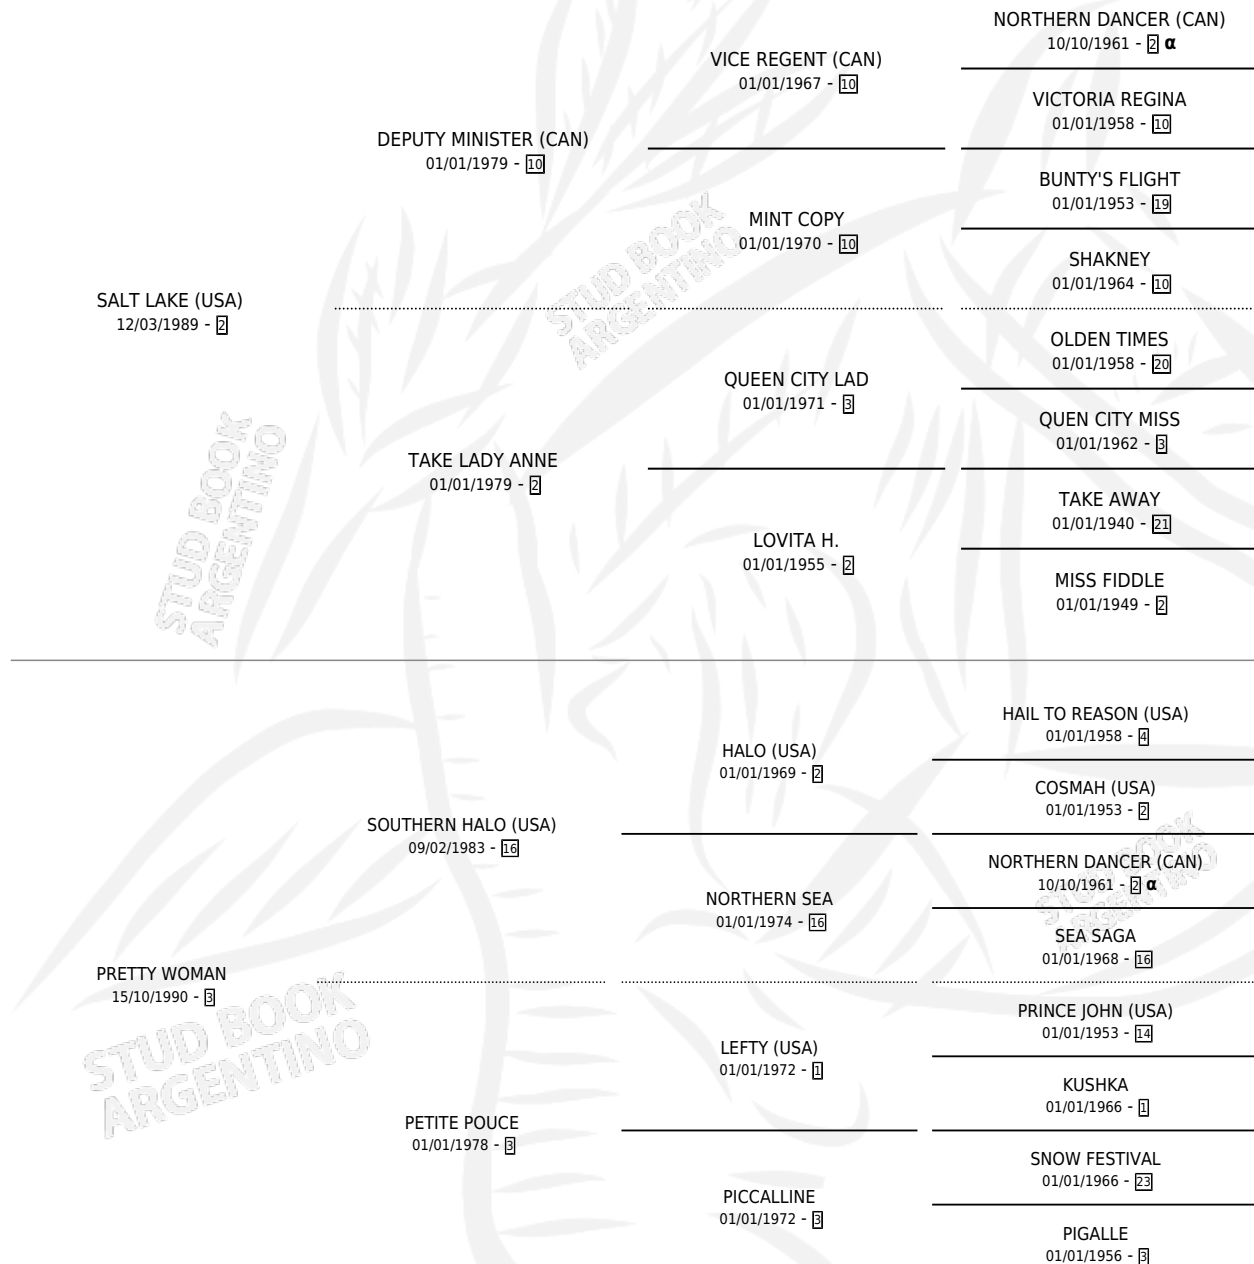 NORTHERN DANCER (CAN)
10/10/1961 - 2 α
VICE REGENT (CAN)
01/01/1967 - 10
VICTORIA REGINA
01/01/1958 - 10
DEPUTY MINISTER (CAN)
01/01/1979 - 10
BUNTY'S FLIGHT
01/01/1953 - 19
MINT COPY
01/01/1970 - 10
SHAKNEY
01/01/1964 - 10
STUD BOOK
ARGENTINO
SALT LAKE (USA)
12/03/1989 - 2
OLDEN TIMES
01/01/1958 - 20
QUEEN CITY LAD
01/01/1971 - 3
QUEN CITY MISS
01/01/1962 - 3
TAKE LADY ANNE
01/01/1979 - 2
TAKE AWAY
01/01/1940 - 21
LOVITA H.
01/01/1955 - 2
MISS FIDDLE
01/01/1949 - 2
STUD BOOK
ARGENTINO
HAIL TO REASON (USA)
01/01/1958 - 4
HALO (USA)
01/01/1969 - 2
COSMAH (USA)
01/01/1953 - 2
SOUTHERN HALO (USA)
09/02/1983 - 16
STUD BOOK
ARGENTINO
NORTHERN DANCER (CAN)
10/10/1961 - 2 α
NORTHERN SEA
01/01/1974 - 16
SEA SAGA
01/01/1968 - 16
PRETTY WOMAN
15/10/1990 - 3
STUD BOOK
ARGENTINO
PRINCE JOHN (USA)
01/01/1953 - 14
LEFTY (USA)
01/01/1972 - 1
KUSHKA
01/01/1966 - 1
PETITE POUCE
01/01/1978 - 3
SNOW FESTIVAL
01/01/1966 - 23
PICCALLINE
01/01/1972 - 3
PIGALLE
01/01/1956 - 3